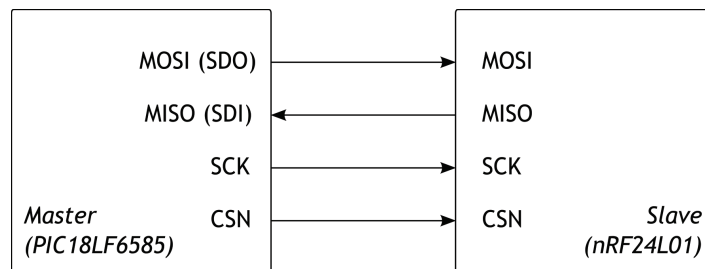 MOSI (SDO)
MOSI
MISO (SDI)
MISO
SCK
SCK
Master
(PIC18LF6585)
CSN
CSN
Slave
(nRF24L01)